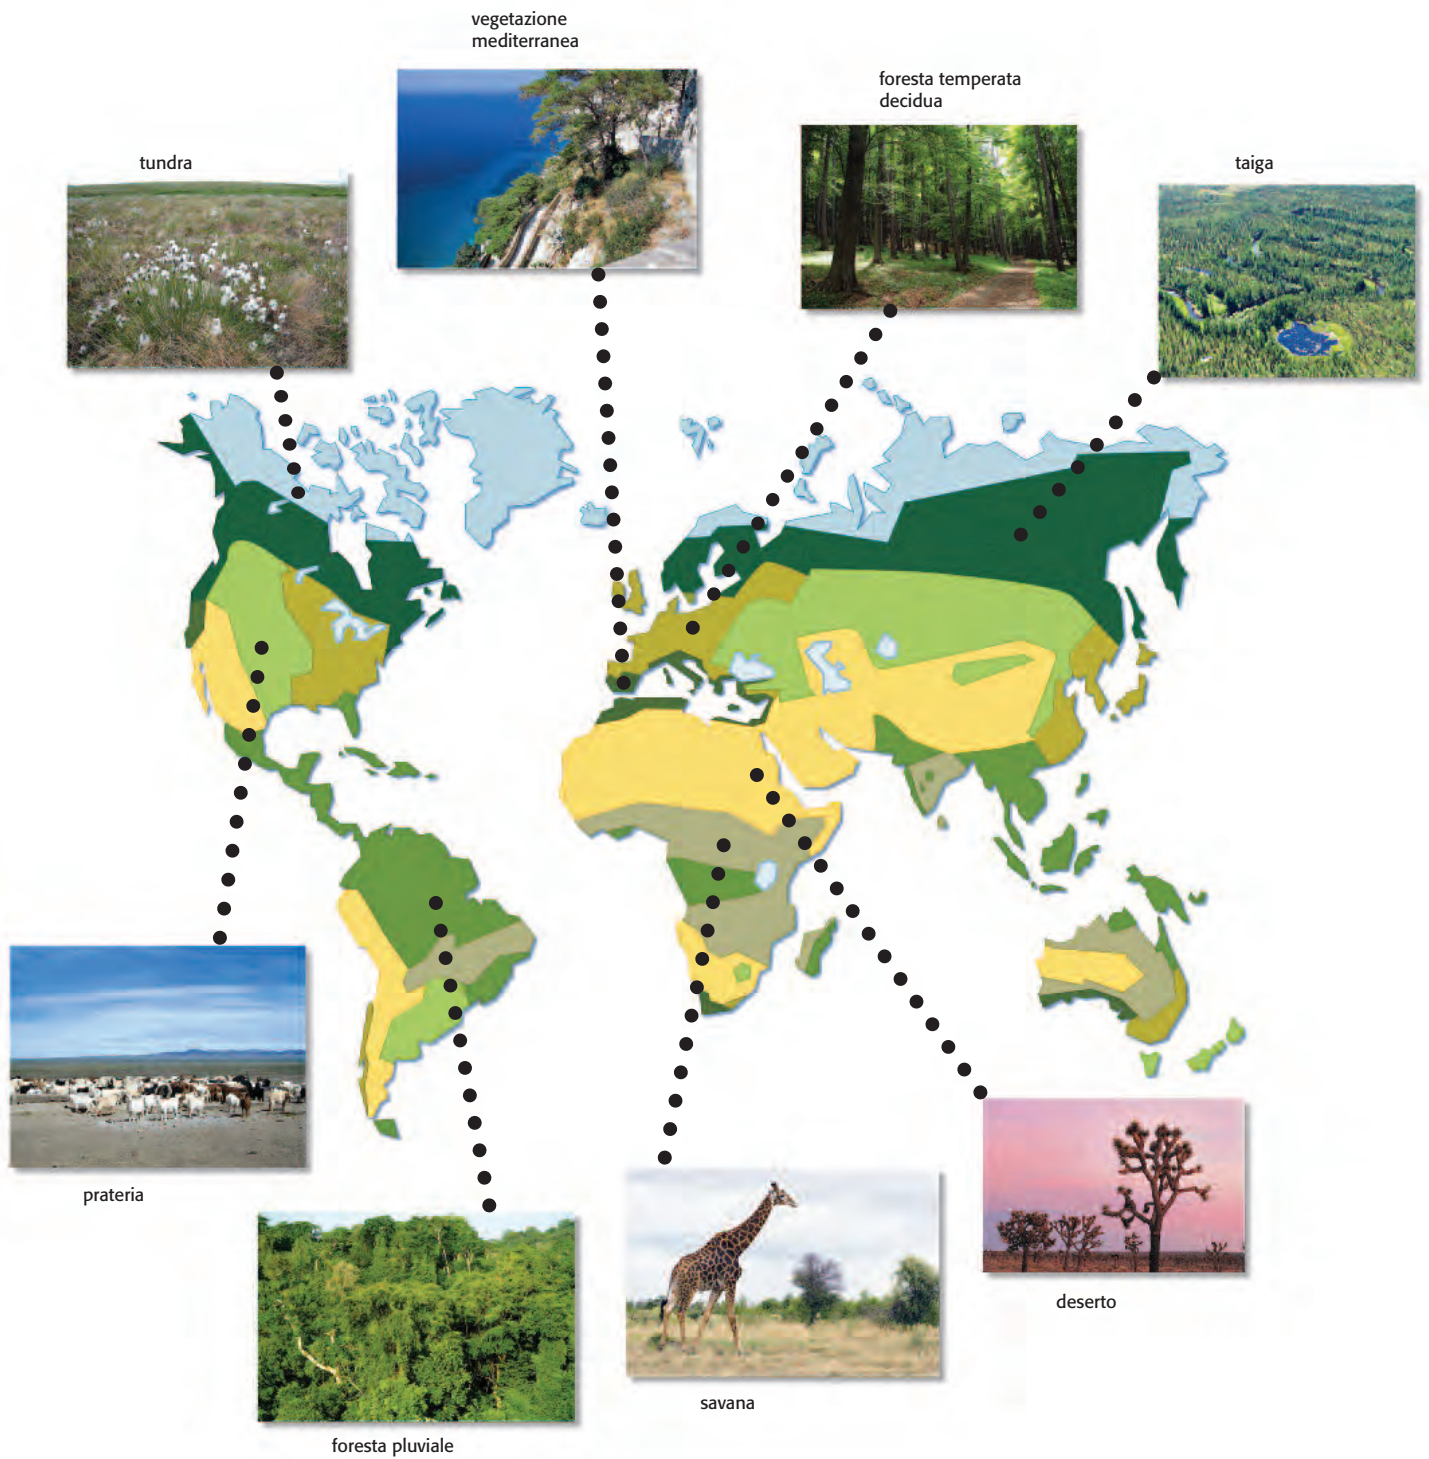 vegetazione
mediterranea
foresta temperata
decidua
tundra
taiga
prateria
deserto
savana
foresta pluviale